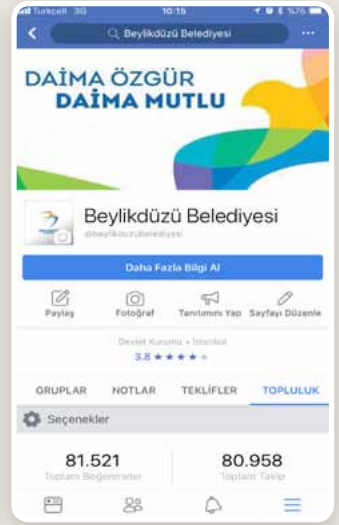 Turkcell 3G 10:15 %76
Beylikdüzü Belediyesi
DAİMA ÖZGÜR
DAİMA MUTLU
Beylikdüzü Belediyesi
@beylikduzubelediyesi
Daha Fazla Bilgi Al
Paylaş Fotoğraf Tanıtımını Yap Sayfayı Düzenle
Devlet Kurumu • İstanbul
3.8 ★★★★★
GRUPLAR NOTLAR TEKLİFLER TOPLULUK
Seçenekler
81.521 80.958
Toplam Beğenmeler Toplam Takip